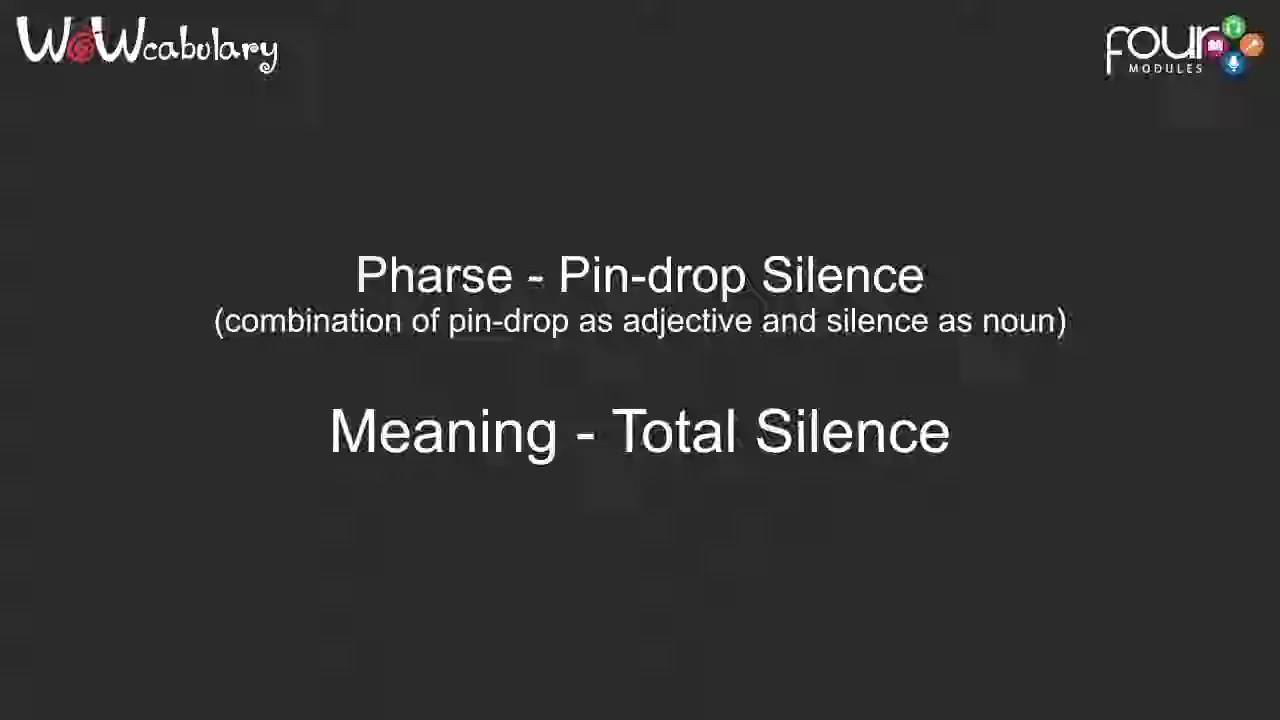 W@Wcabulary
four
MODULES
Pharse - Pin-drop Silence
(combination of pin-drop as adjective and silence as noun)
Meaning - Total Silence